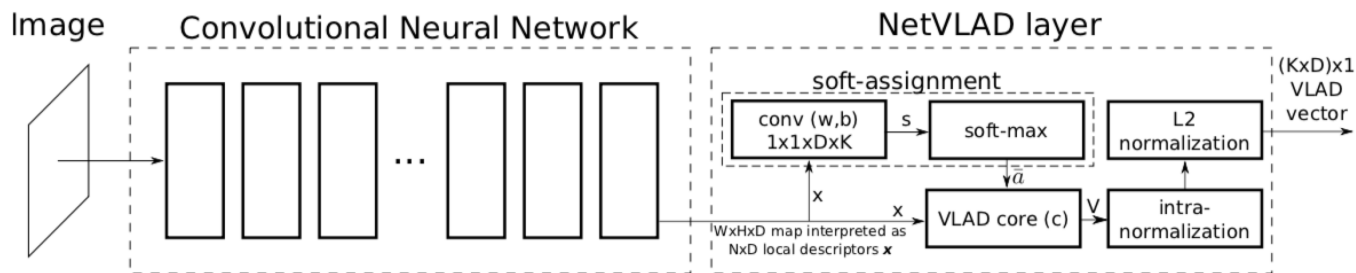 Image
Convolutional Neural Network
NetVLAD layer
soft-assignment
conv (w,b)
1x1xDxK
s
soft-max
L2
normalization
(KxD)x1
VLAD
vector
...
x
x
ā
WxHxD map interpreted as
NxD local descriptors x
VLAD core (c)
V
intra-
normalization